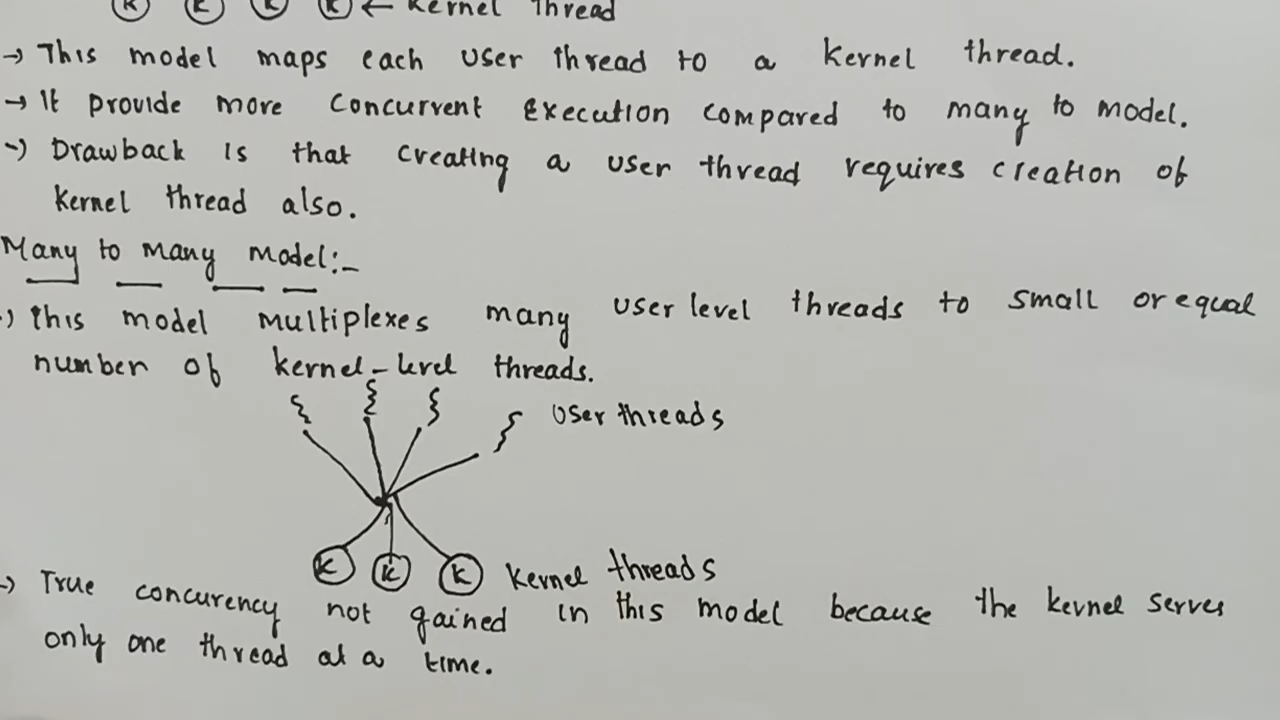 K K K K ← Kernel thread
→ This model maps each user thread to a kernel thread.
→ It provide more concurrent execution compared to many to model.
→ Drawback is that creating a user thread requires creation of
kernel thread also.
Many to many model:-
→ this model multiplexes many user level threads to small or equal
number of kernel-level threads.
User threads
K K K Kernel threads
→ True concurency not gained in this model because the kernel serves
only one thread at a time.